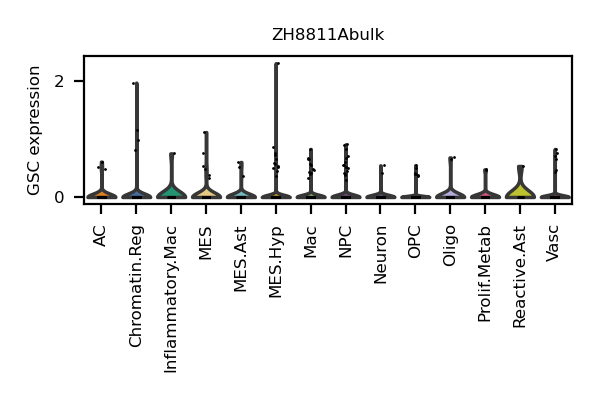 ZH8811Abulk
GSC expression
2
0
AC
Chromatin.Reg
Inflammatory.Mac
MES
MES.Ast
MES.Hyp
Mac
NPC
Neuron
OPC
Oligo
Prolif.Metab
Reactive.Ast
Vasc